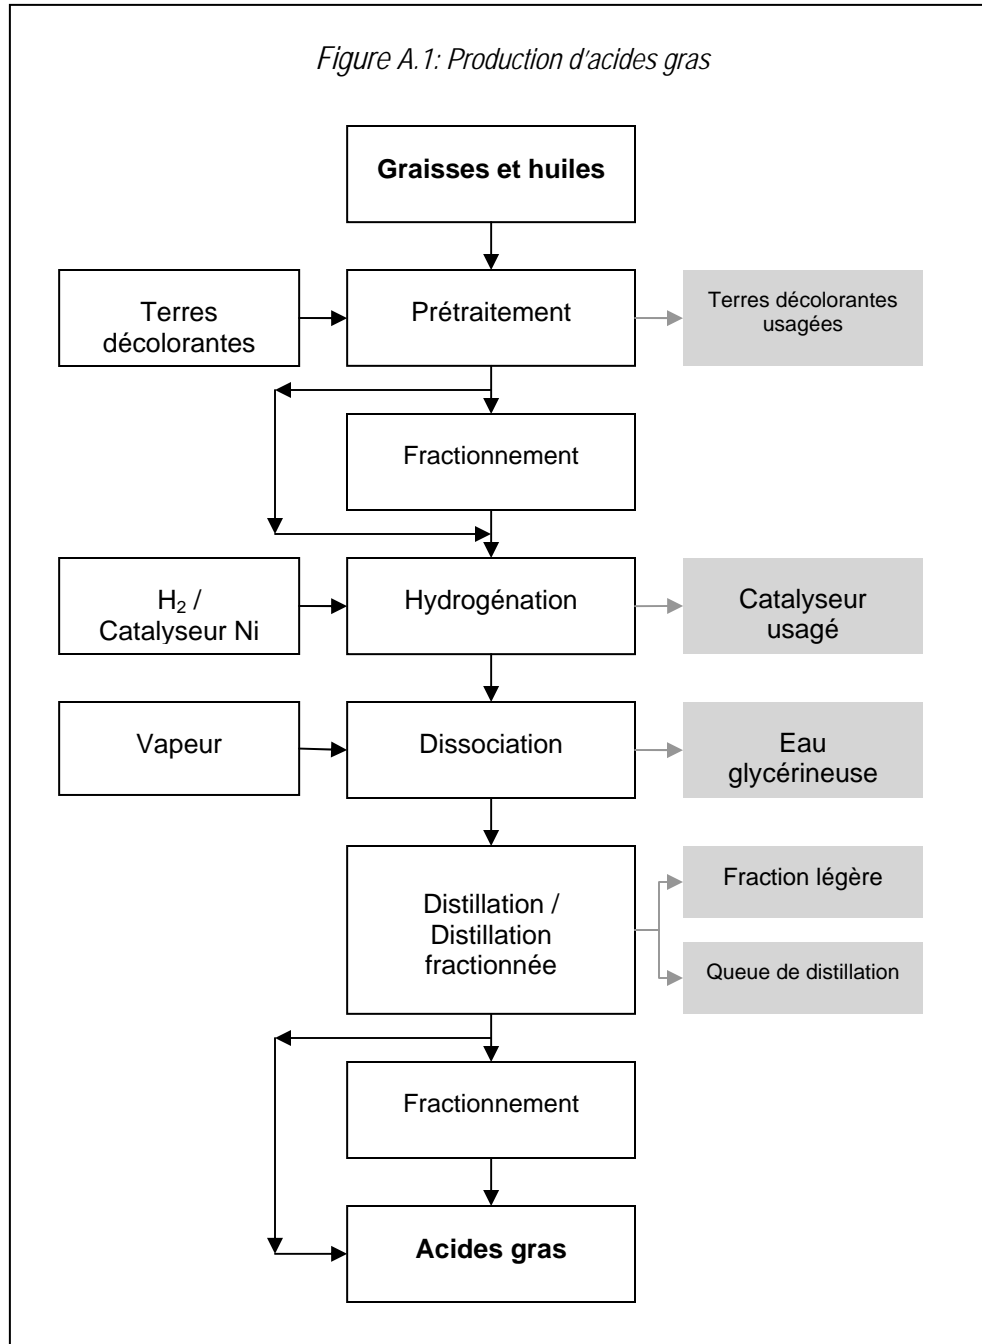 Figure A.1: Production d'acides gras
Graisses et huiles
Terres
décolorantes
Prétraitement
Terres décolorantes
usagées
Fractionnement
H₂ /
Catalyseur Ni
Hydrogénation
Catalyseur
usagé
Vapeur
Dissociation
Eau
glycérineuse
Distillation /
Distillation
fractionnée
Fraction légère
Queue de distillation
Fractionnement
Acides gras